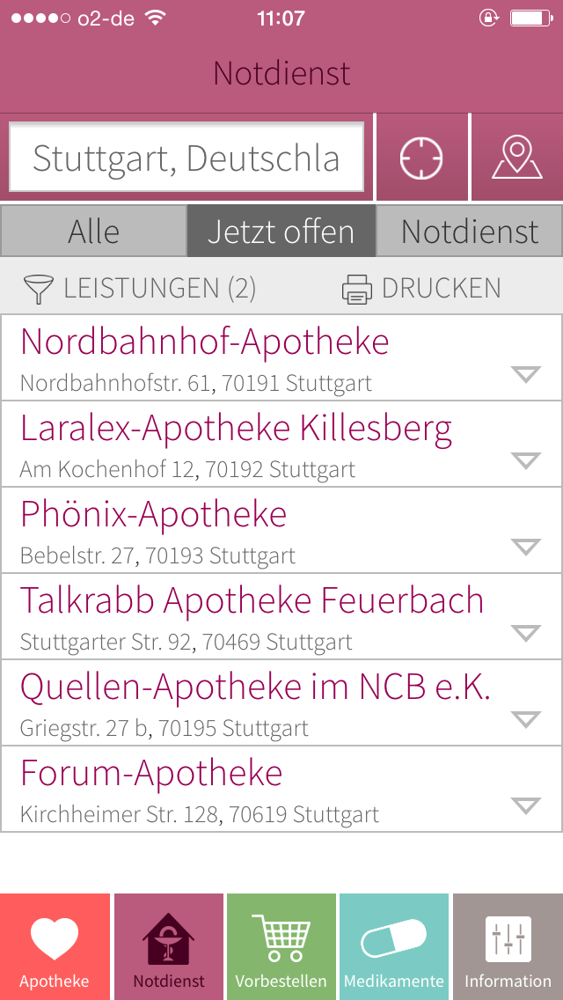 o2-de 11:07
Notdienst
Stuttgart, Deutschla
Alle Jetzt offen Notdienst
LEISTUNGEN (2) DRUCKEN
Nordbahnhof-Apotheke
Nordbahnhofstr. 61, 70191 Stuttgart
Laralex-Apotheke Killesberg
Am Kochenhof 12, 70192 Stuttgart
Phönix-Apotheke
Bebelstr. 27, 70193 Stuttgart
Talkrabb Apotheke Feuerbach
Stuttgarter Str. 92, 70469 Stuttgart
Quellen-Apotheke im NCB e.K.
Griegstr. 27 b, 70195 Stuttgart
Forum-Apotheke
Kirchheimer Str. 128, 70619 Stuttgart
Apotheke Notdienst Vorbestellen Medikamente Information